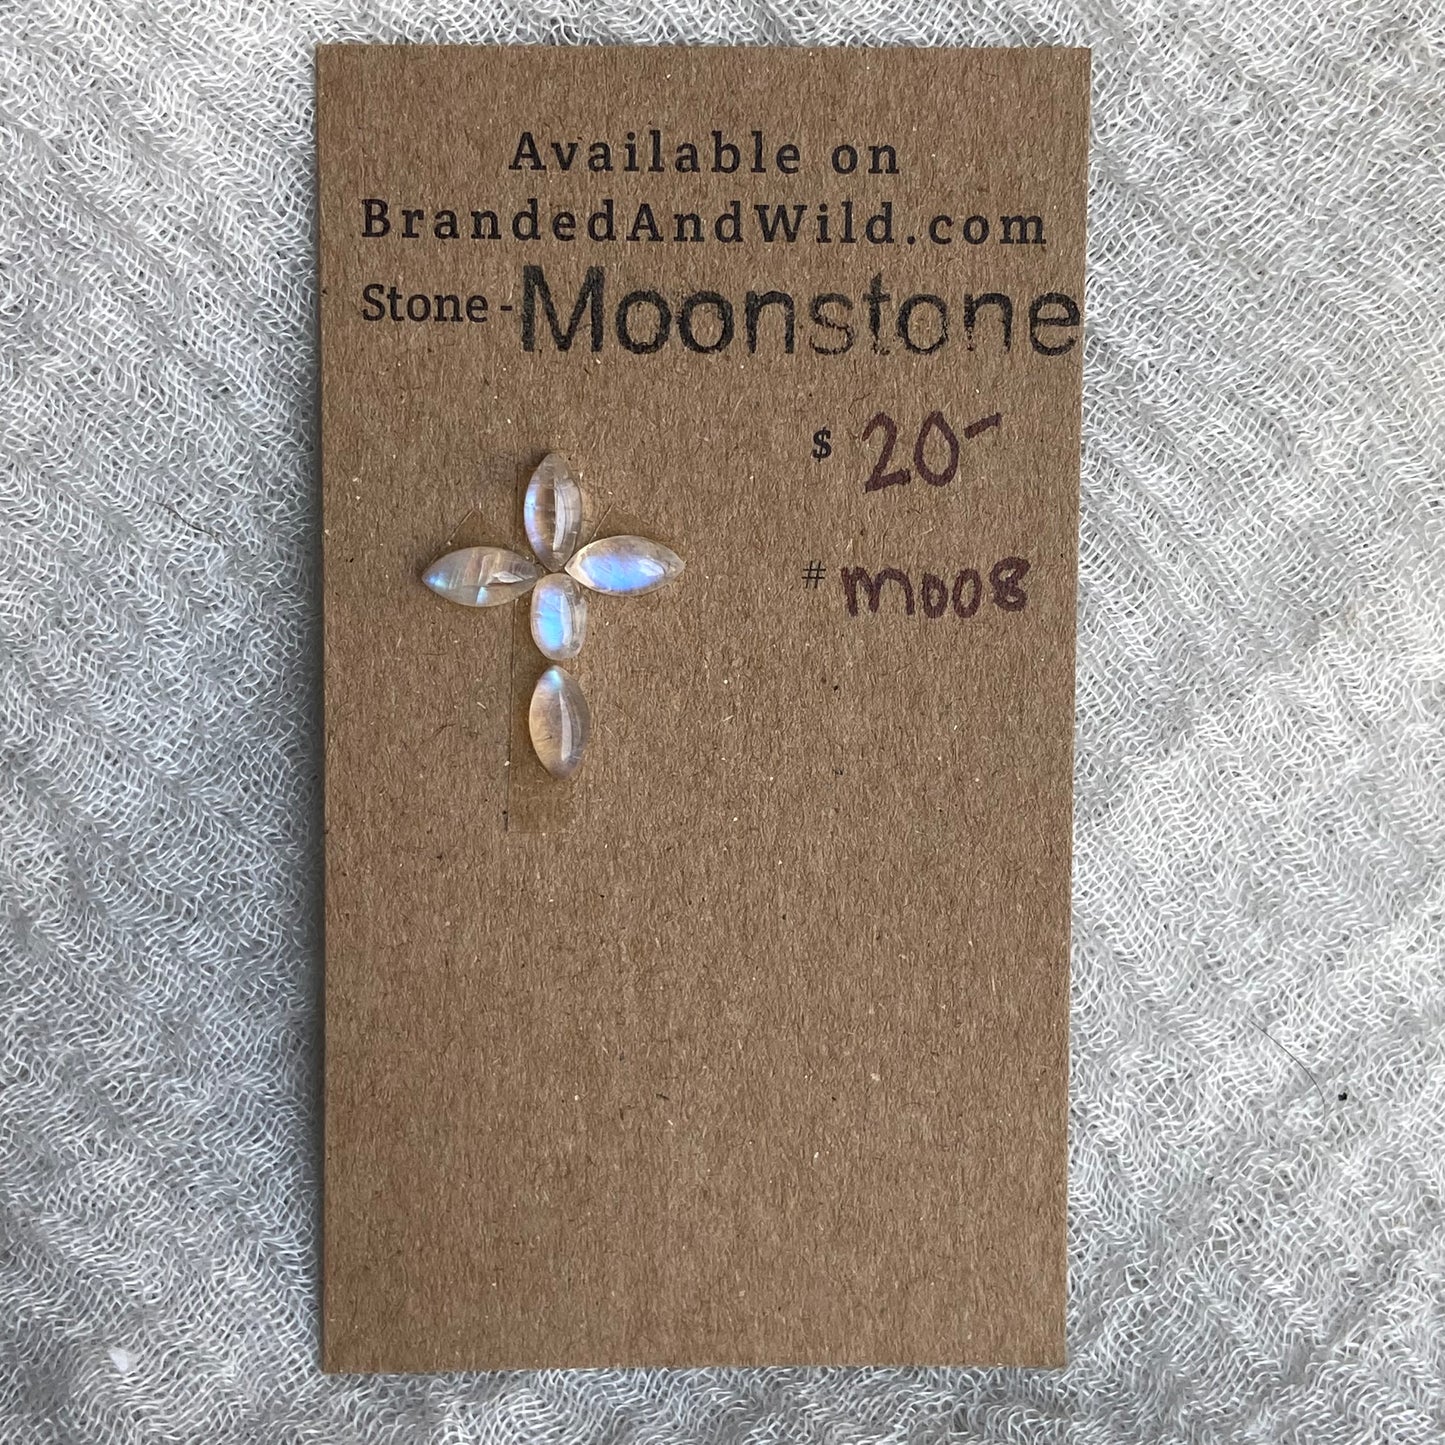 Available on
BrandedAndWild.com
Stone - Moonstone
$ 20-
# M008